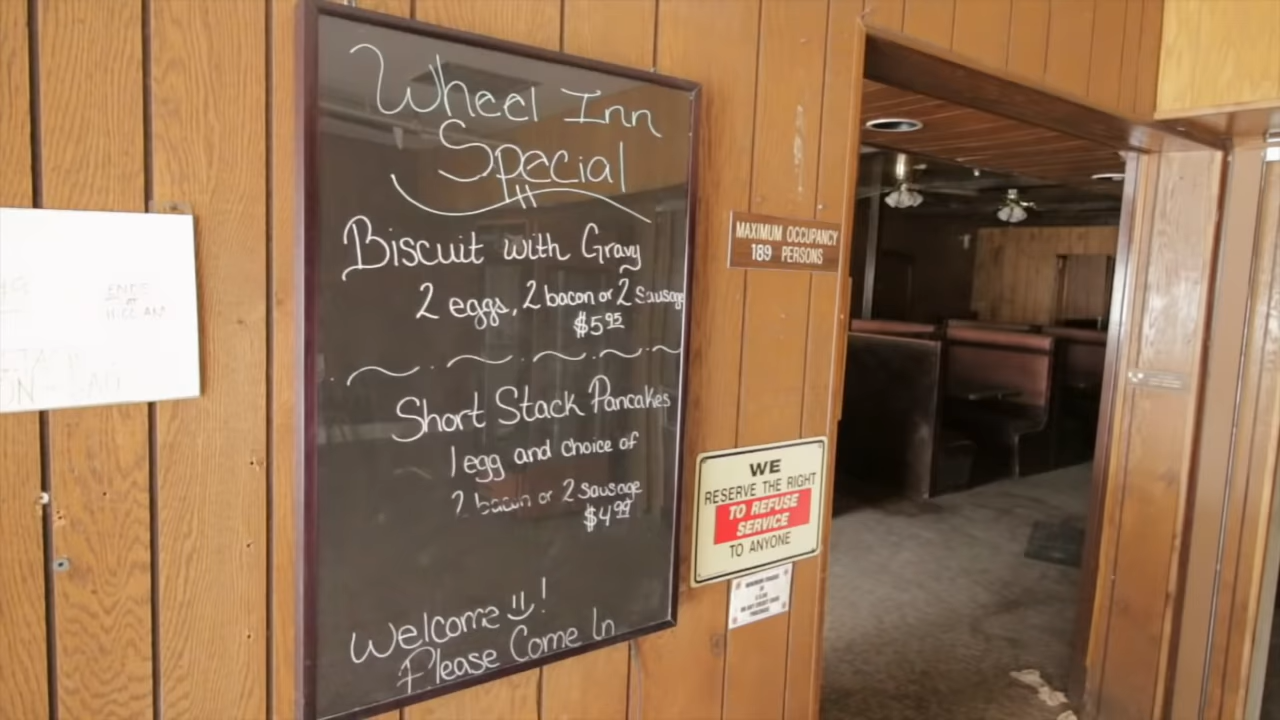 Wheel Inn
Special
Biscuit with Gravy
2 eggs, 2 bacon or 2 Sausage
$5.95
Short Stack Pancakes
1 egg and choice of
2 bacon or 2 sausage
$4.99
Welcome !
Please Come In
MAXIMUM OCCUPANCY
189 PERSONS
WE
RESERVE THE RIGHT
TO REFUSE
SERVICE
TO ANYONE
ENDS